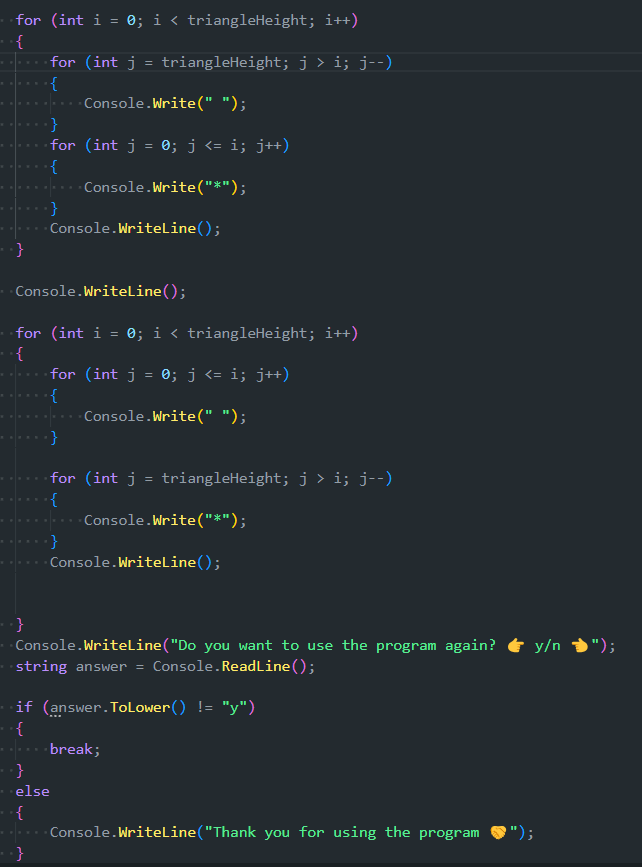 for (int i = 0; i < triangleHeight; i++)
{
for (int j = triangleHeight; j > i; j--)
{
Console.Write(" ");
}
for (int j = 0; j <= i; j++)
{
Console.Write("*");
}
Console.WriteLine();
}
Console.WriteLine();
for (int i = 0; i < triangleHeight; i++)
{
for (int j = 0; j <= i; j++)
{
Console.Write(" ");
}
for (int j = triangleHeight; j > i; j--)
{
Console.Write("*");
}
Console.WriteLine();
}
Console.WriteLine("Do you want to use the program again? 👉 y/n 👈");
string answer = Console.ReadLine();
if (answer.ToLower() != "y")
{
break;
}
else
{
Console.WriteLine("Thank you for using the program 🤝");
}